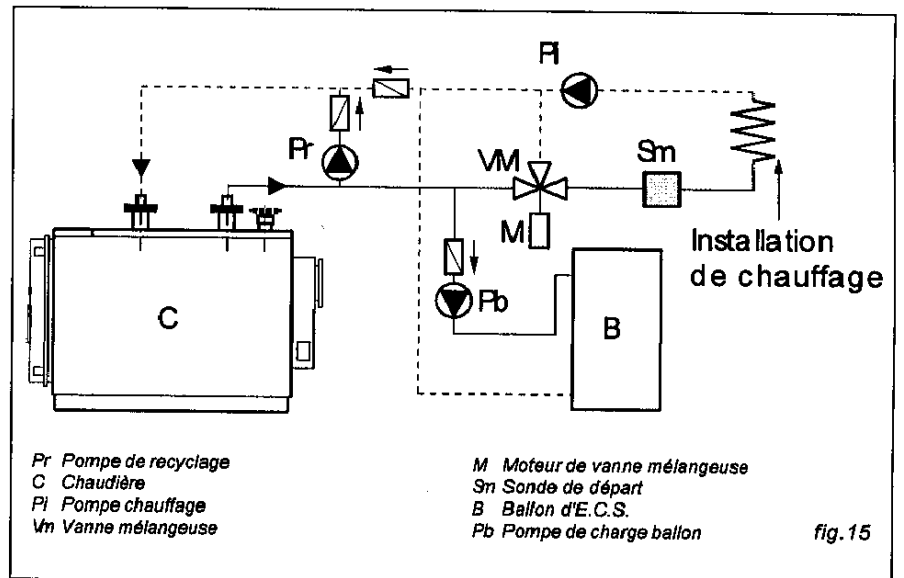 Pi
Pr
VM
Sm
M
Installation
de chauffage
Pb
C
B
Pr Pompe de recyclage
C Chaudière
Pi Pompe chauffage
Vm Vanne mélangeuse
M Moteur de vanne mélangeuse
Sm Sonde de départ
B Ballon d'E.C.S.
Pb Pompe de charge ballon
fig.15